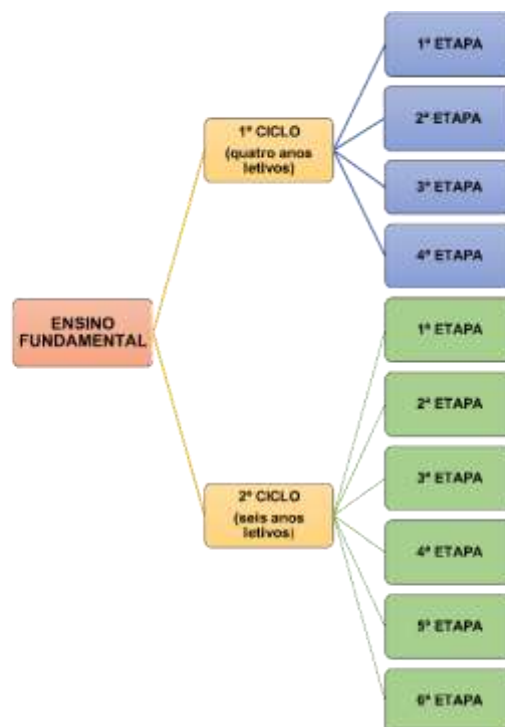 ENSINO
FUNDAMENTAL
1º CICLO
(quatro anos
letivos)
1ª ETAPA
2ª ETAPA
3ª ETAPA
4ª ETAPA
2º CICLO
(seis anos
letivos)
1ª ETAPA
2ª ETAPA
3ª ETAPA
4ª ETAPA
5ª ETAPA
6ª ETAPA